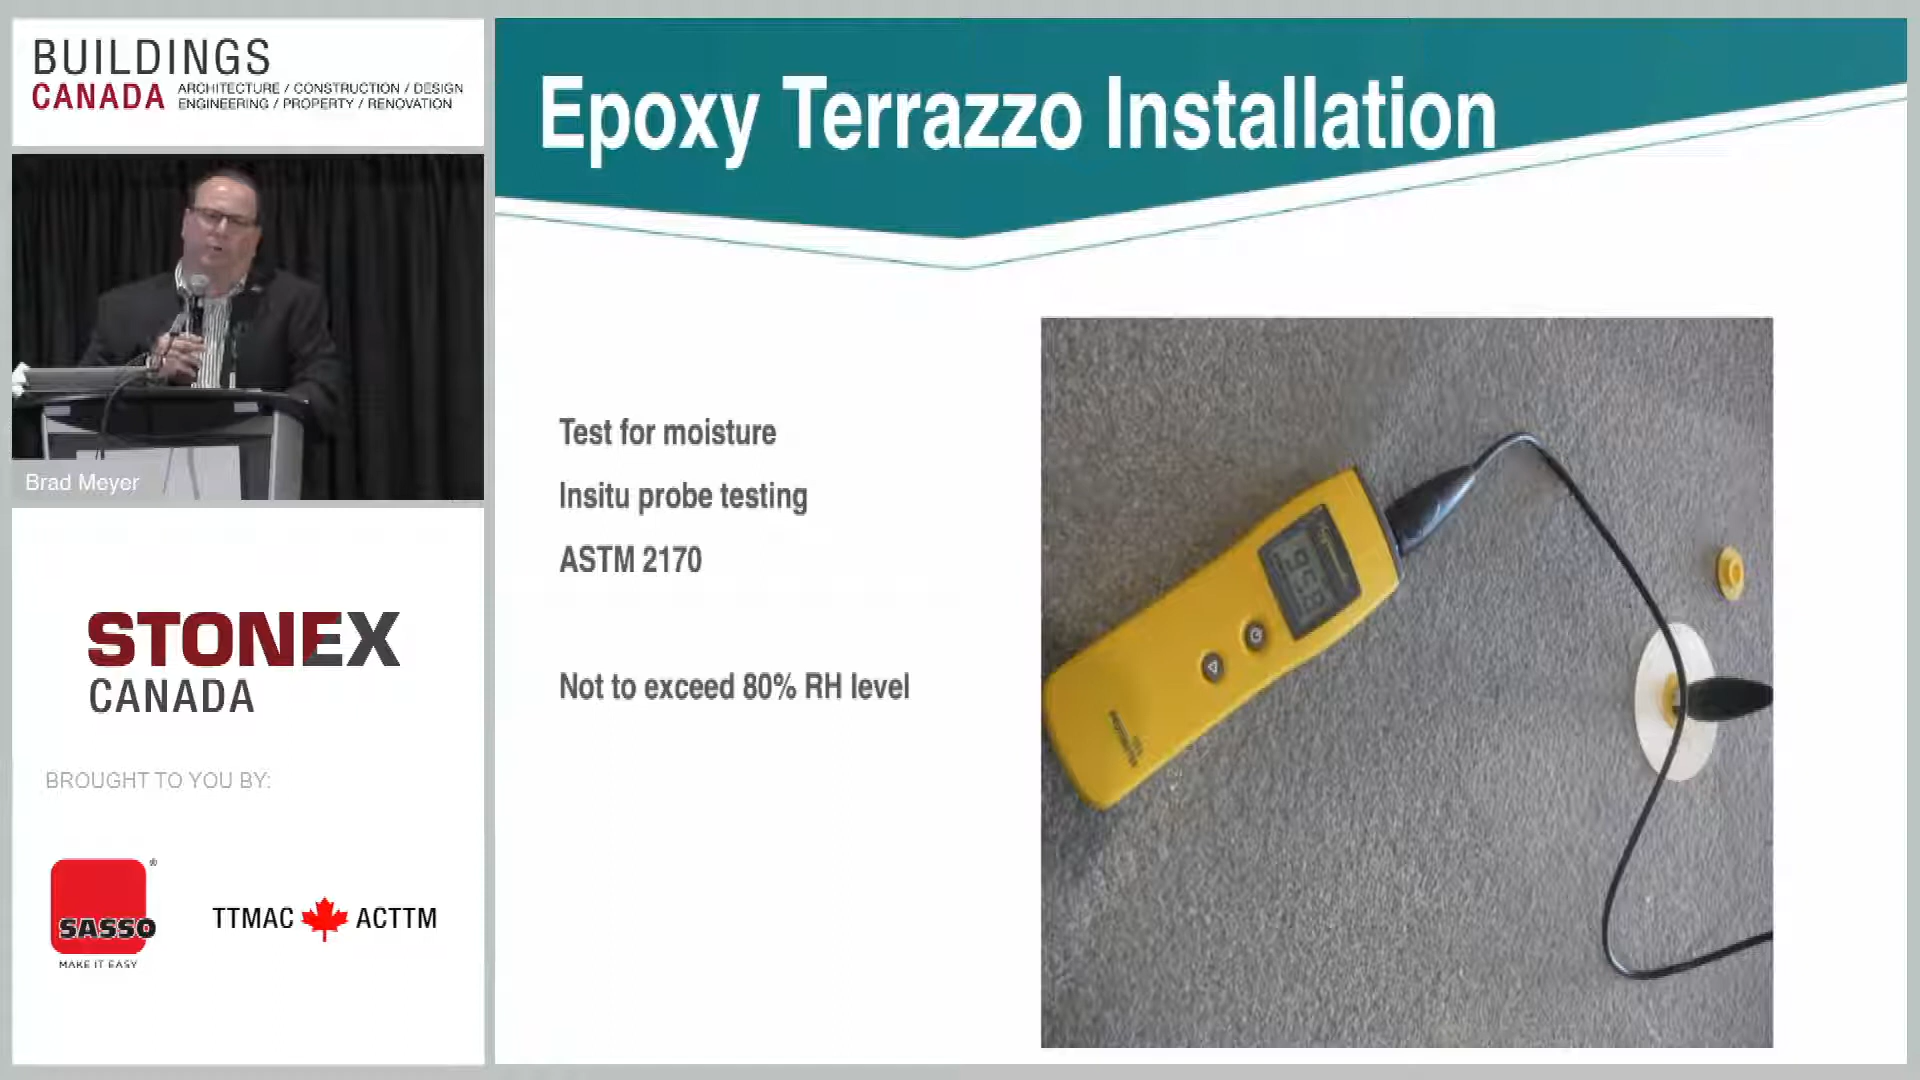 BUILDINGS
CANADA
ARCHITECTURE / CONSTRUCTION / DESIGN
ENGINEERING / PROPERTY / RENOVATION
Brad Meyer
STONEX
CANADA
BROUGHT TO YOU BY:
SASSO
®
MAKE IT EASY
TTMAC ACTTM
Epoxy Terrazzo Installation
Test for moisture
Insitu probe testing
ASTM 2170
Not to exceed 80% RH level